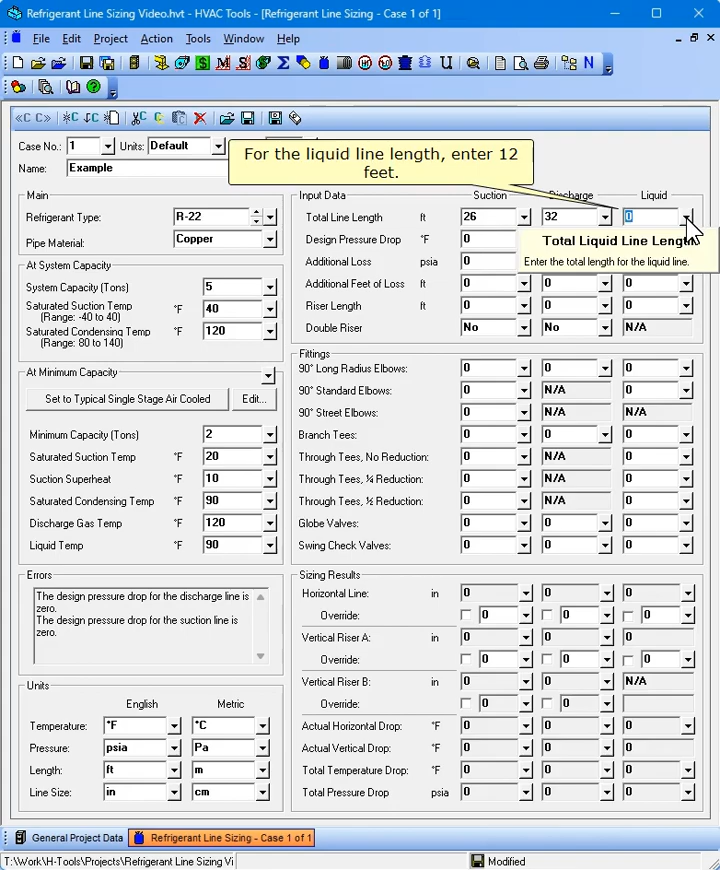 Refrigerant Line Sizing Video.hvt - HVAC Tools - [Refrigerant Line Sizing - Case 1 of 1]
File Edit Project Action Tools Window Help
Case No.: 1 Units: Default
For the liquid line length, enter 12
feet.
Name: Example
Main
Refrigerant Type: R-22
Pipe Material: Copper
At System Capacity
System Capacity (Tons) 5
Saturated Suction Temp °F 40
(Range: -40 to 40)
Saturated Condensing Temp °F 120
(Range: 80 to 140)
At Minimum Capacity
Set to Typical Single Stage Air Cooled Edit...
Minimum Capacity (Tons) 2
Saturated Suction Temp °F 20
Suction Superheat °F 10
Saturated Condensing Temp °F 90
Discharge Gas Temp °F 120
Liquid Temp °F 90
Errors
The design pressure drop for the discharge line is
zero.
The design pressure drop for the suction line is
zero.
Units
English Metric
Temperature: °F °C
Pressure: psia Pa
Length: ft m
Line Size: in cm
Input Data Suction Discharge Liquid
Total Line Length ft 26 32 0
Design Pressure Drop °F 0
Total Liquid Line Length
Enter the total length for the liquid line.
Additional Loss psia 0
Additional Feet of Loss ft 0 0 0
Riser Length ft 0 0 0
Double Riser No No N/A
Fittings
90° Long Radius Elbows: 0 0 0
90° Standard Elbows: 0 N/A 0
90° Street Elbows: 0 N/A N/A
Branch Tees: 0 0 0
Through Tees, No Reduction: 0 N/A 0
Through Tees, ¼ Reduction: 0 N/A 0
Through Tees, ½ Reduction: 0 N/A 0
Globe Valves: 0 0 0
Swing Check Valves: 0 0 0
Sizing Results
Horizontal Line: in 0 0 0
Override: 0 0 0
Vertical Riser A: in 0 0 0
Override: 0 0 0
Vertical Riser B: in 0 0 N/A
Override: 0 0
Actual Horizontal Drop: °F 0 0 0
Actual Vertical Drop: °F 0 0 0
Total Temperature Drop: °F 0 0 0
Total Pressure Drop psia 0 0 0
General Project Data Refrigerant Line Sizing - Case 1 of 1
T:\Work\H-Tools\Projects\Refrigerant Line Sizing Vi Modified